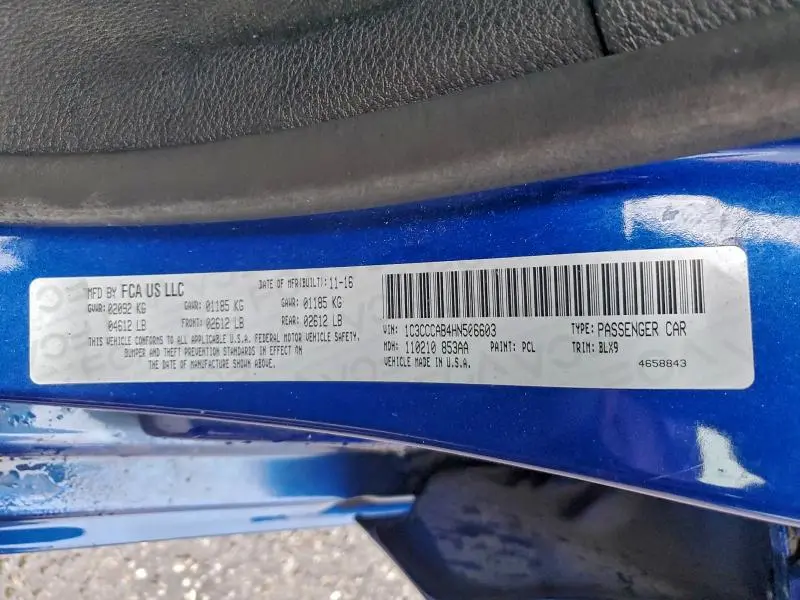 MFD BY FCA US LLC DATE OF MFR(BUILT): 11-16
GVWR: 02092 KG GAWR: 01185 KG GAWR: 01185 KG
04612 LB FRONT: 02612 LB REAR: 02612 LB
THIS VEHICLE CONFORMS TO ALL APPLICABLE U.S.A. FEDERAL MOTOR VEHICLE SAFETY,
BUMPER AND THEFT PREVENTION STANDARDS IN EFFECT ON
THE DATE OF MANUFACTURE SHOWN ABOVE.
VIN: 1C3CCCAB4HN506603 TYPE: PASSENGER CAR
MDH: 110210 853AA PAINT: PCL TRIM: BLX9
VEHICLE MADE IN U.S.A. 4658843